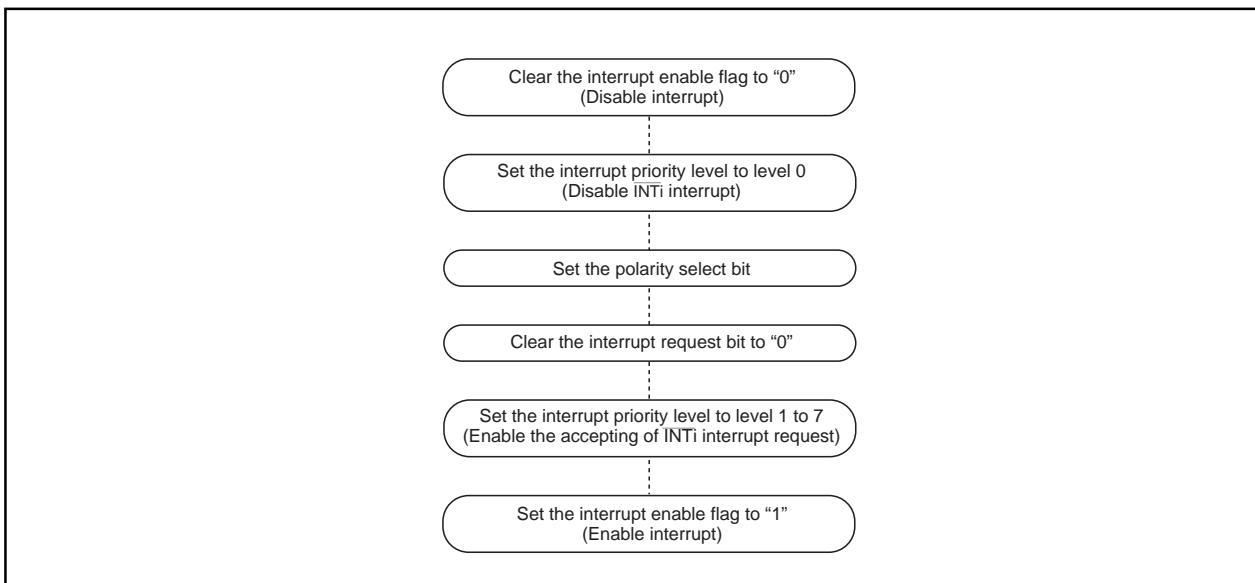 Clear the interrupt enable flag to “0”
(Disable interrupt)
Set the interrupt priority level to level 0
(Disable I̅N̅T̅i̅ interrupt)
Set the polarity select bit
Clear the interrupt request bit to “0”
Set the interrupt priority level to level 1 to 7
(Enable the accepting of I̅N̅T̅i̅ interrupt request)
Set the interrupt enable flag to “1”
(Enable interrupt)